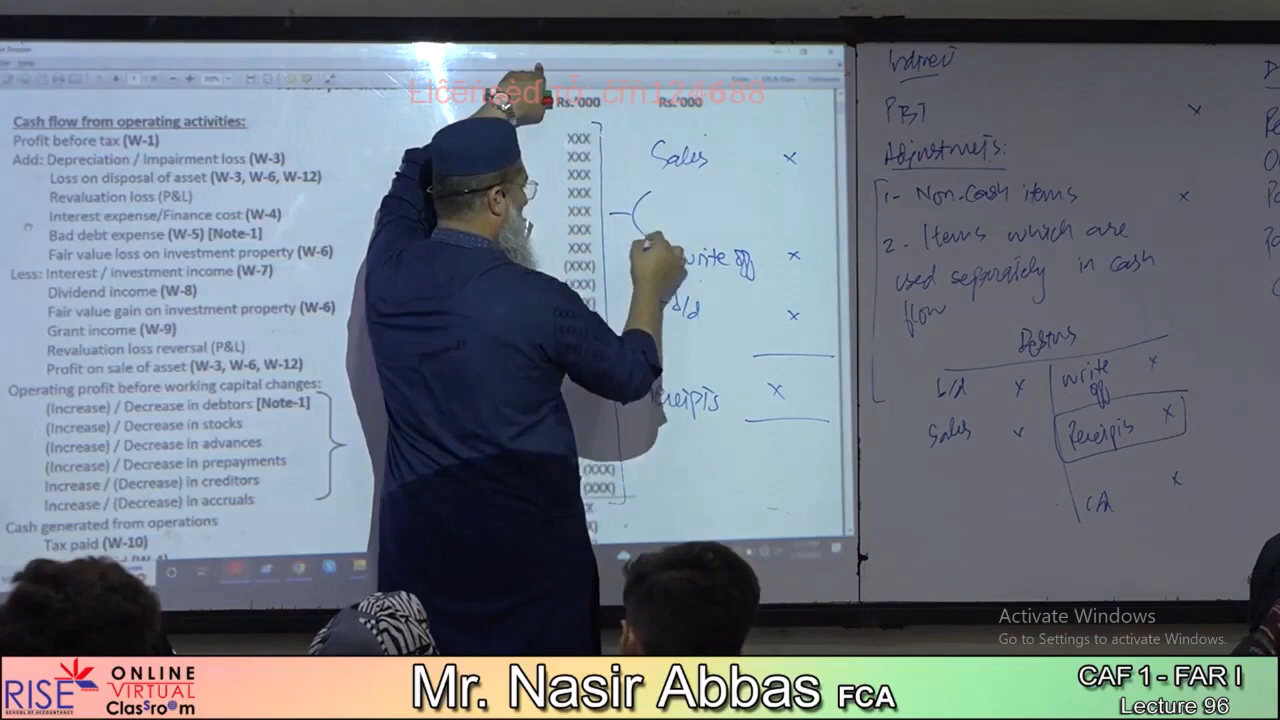 Licensed to: cm124688
Rs.'000 Rs.'000
Cash flow from operating activities:
Profit before tax (W-1) XXX
Add: Depreciation / Impairment loss (W-3) XXX
Loss on disposal of asset (W-3, W-6, W-12) XXX
Revaluation loss (P&L) XXX
Interest expense/Finance cost (W-4) XXX
Bad debt expense (W-5) [Note-1] XXX
Fair value loss on investment property (W-6) XXX
Less: Interest / investment income (W-7) (XXX)
Dividend income (W-8) (XXX)
Fair value gain on investment property (W-6)
Grant income (W-9)
Revaluation loss reversal (P&L)
Profit on sale of asset (W-3, W-6, W-12)
Operating profit before working capital changes:
(Increase) / Decrease in debtors [Note-1]
(Increase) / Decrease in stocks
(Increase) / Decrease in advances
(Increase) / Decrease in prepayments
Increase / (Decrease) in creditors (XXX)
Increase / (Decrease) in accruals (XXX)
Cash generated from operations
Tax paid (W-10)
Sales x
write off x
x
receipts x
Indirect
PBT x
Adjustments:
1- Non-Cash items x
2- Items which are
used separately in cash
flow
Debtors
b/d x write off x
Sales x Receipts x
c/d x
Activate Windows
Go to Settings to activate Windows.
RISE
SCHOOL OF ACCOUNTANCY
ONLINE
VIRTUAL
Classroom
Mr. Nasir Abbas FCA
CAF 1 - FAR I
Lecture 96